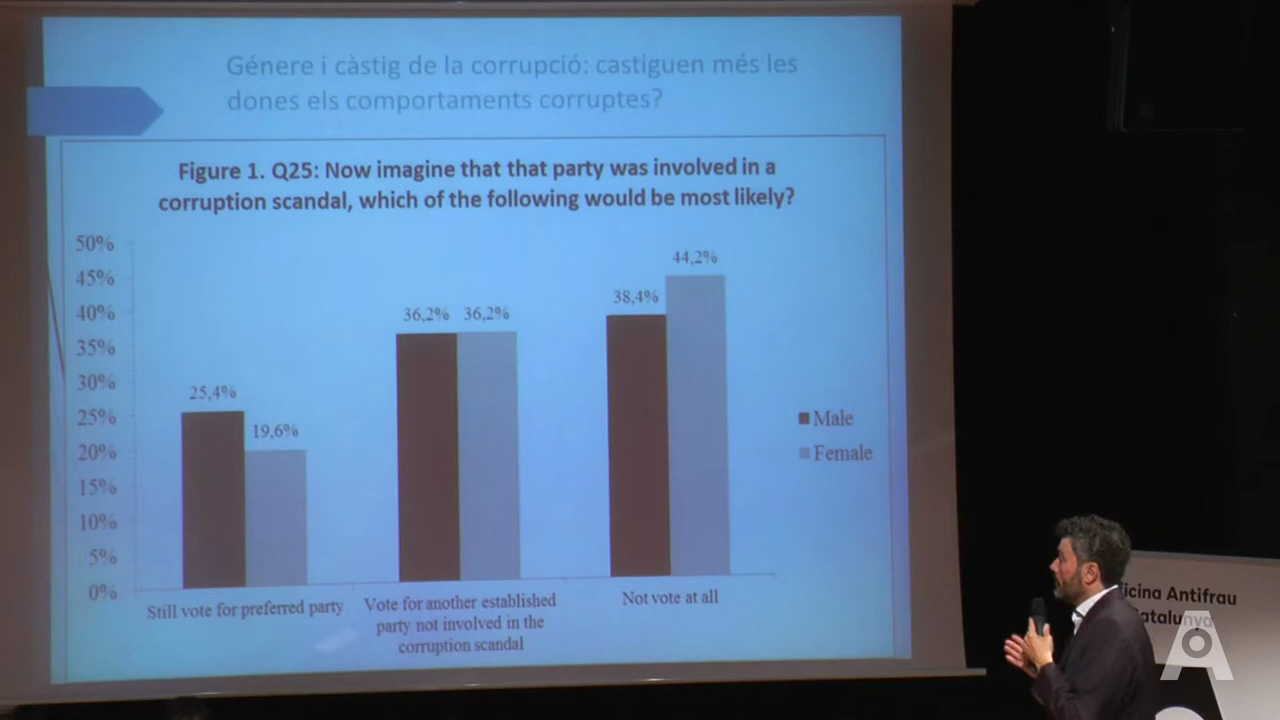 Génere i càstig de la corrupció: castiguen més les
dones els comportaments corruptes?
Figure 1. Q25: Now imagine that that party was involved in a
corruption scandal, which of the following would be most likely?
50%
45%
40%
35%
30%
25%
20%
15%
10%
5%
0%
25,4%
19,6%
36,2%
36,2%
38,4%
44,2%
Male
Female
Still vote for preferred party
Vote for another established
party not involved in the
corruption scandal
Not vote at all
Antifrau